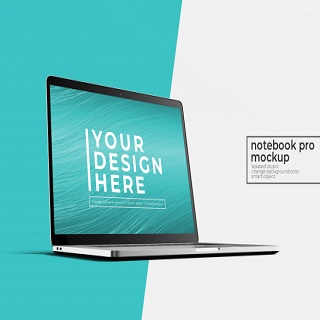 YOUR
DESIGN
HERE
notebook pro
mockup
isolated object
change background color
smart object